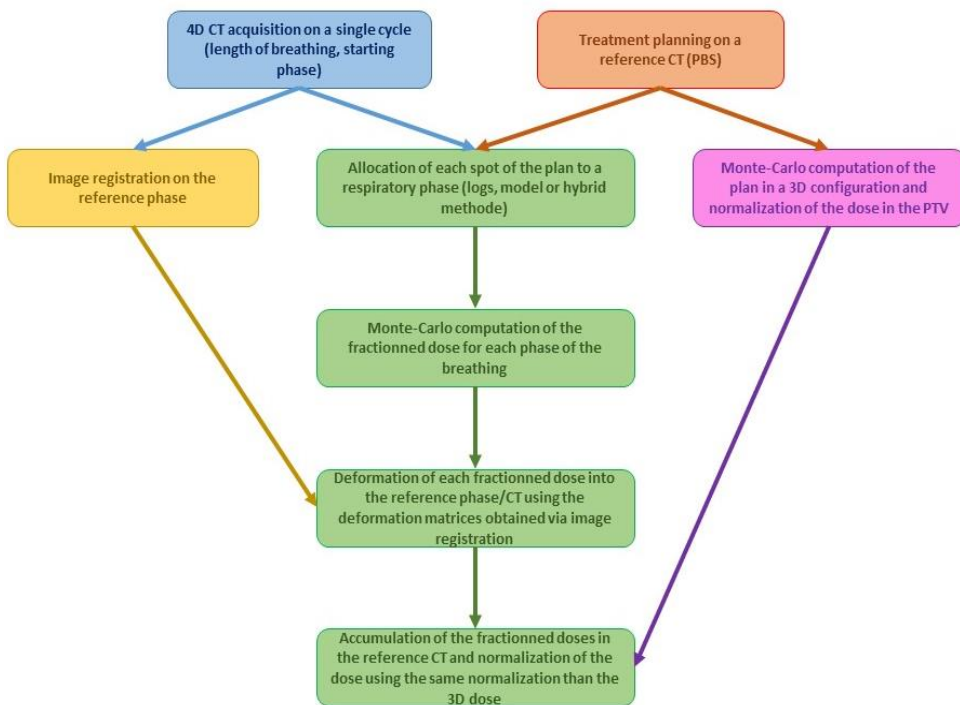 4D CT acquisition on a single cycle
(length of breathing, starting
phase)
Treatment planning on a
reference CT (PBS)
Image registration on the
reference phase
Allocation of each spot of the plan to a
respiratory phase (logs, model or hybrid
methode)
Monte-Carlo computation of the
plan in a 3D configuration and
normalization of the dose in the PTV
Monte-Carlo computation of the
fractionned dose for each phase of the
breathing
Deformation of each fractionned dose into
the reference phase/CT using the
deformation matrices obtained via image
registration
Accumulation of the fractionned doses in
the reference CT and normalization of the
dose using the same normalization than the
3D dose